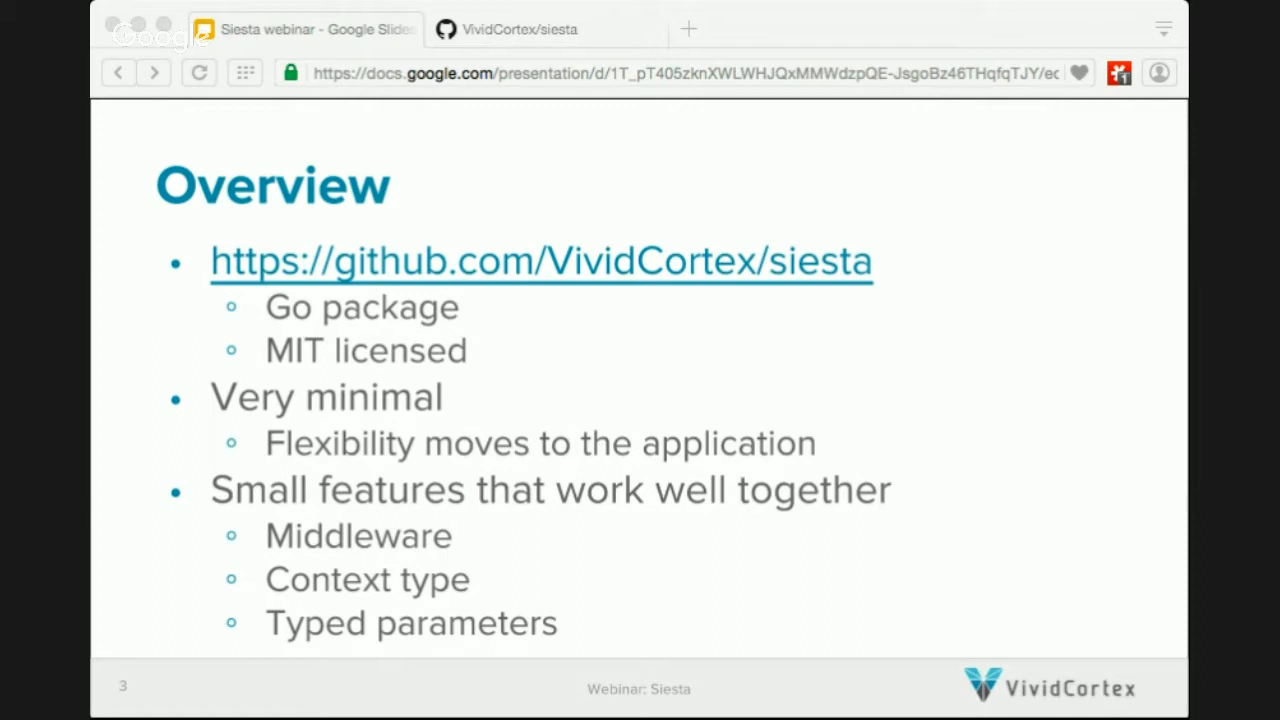 Google
Siesta webinar - Google Slides
VividCortex/siesta
https://docs.google.com/presentation/d/1T_pT405zknXWLWHJQxMMWdzpQE-JsgoBz46THqfqTJY/ec
1
Overview
• https://github.com/VividCortex/siesta
◦ Go package
◦ MIT licensed
• Very minimal
◦ Flexibility moves to the application
• Small features that work well together
◦ Middleware
◦ Context type
◦ Typed parameters
3
Webinar: Siesta
VividCortex